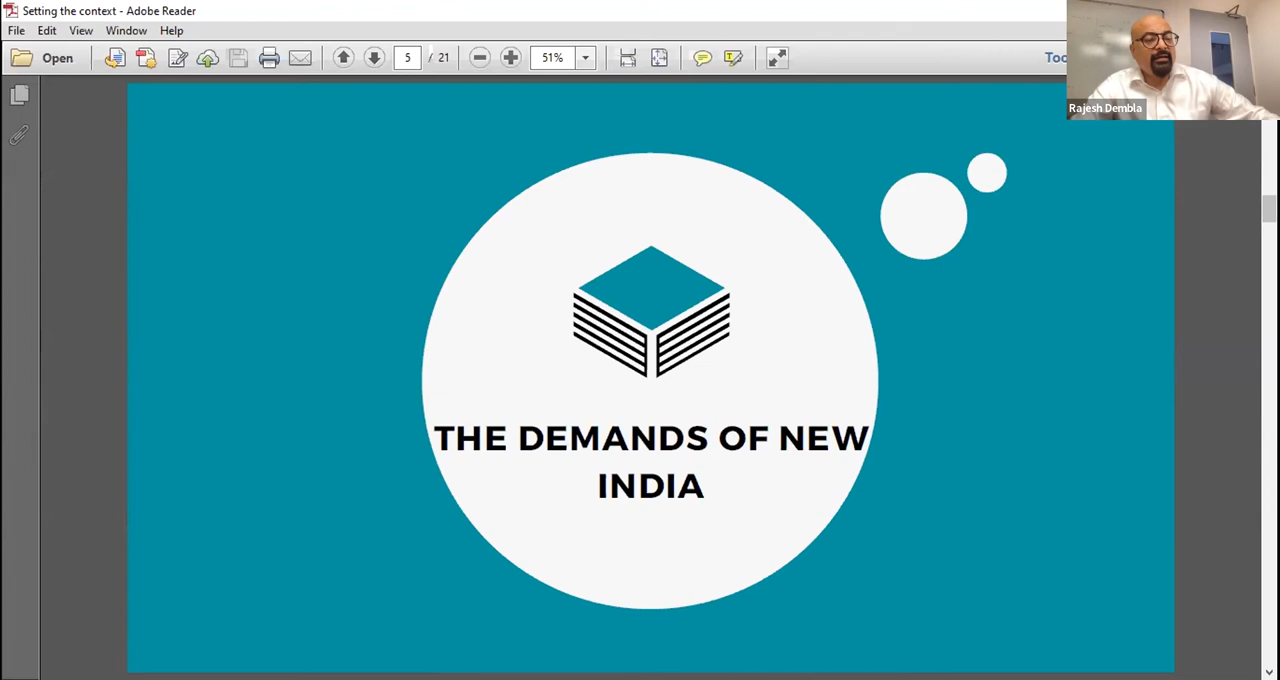 Setting the context - Adobe Reader
File Edit View Window Help
Open 5 / 21 51% Too
Rajesh Dembla
THE DEMANDS OF NEW
INDIA